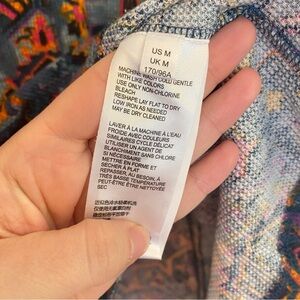 US M
UK M
170/96A
MACHINE WASH COLD GENTLE
WITH LIKE COLORS
USE ONLY NON-CHLORINE
BLEACH
RESHAPE LAY FLAT TO DRY
LOW IRON AS NEEDED
MAY BE DRY CLEANED
LAVER À LA MACHINE À L'EAU
FROIDE AVEC COULEURS
SIMILAIRES CYCLE DÉLICAT
UTILISER UN AGENT DE
BLANCHIMENT SANS CHLORE
SI NÉCESSAIRE
METTRE EN FORME ET
SÉCHER À PLAT
REPASSER, AU BESOIN, À
TRÈS BASSE TEMPÉRATURE
PEUT-ÊTRE ÊTRE NETTOYÉ
SEC